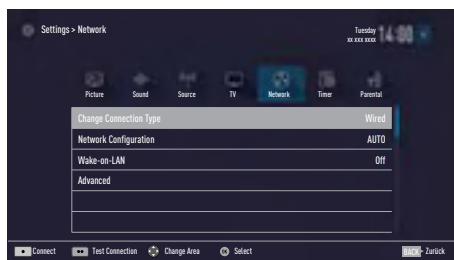 Settings > Network
Tuesday
xx xxx xxxx
14:00
Picture Sound Source TV Network Timer Parental
Change Connection Type Wired
Network Configuration AUTO
Wake-on-LAN Off
Advanced
Connect Test Connection Change Area OK Select BACK Zurück